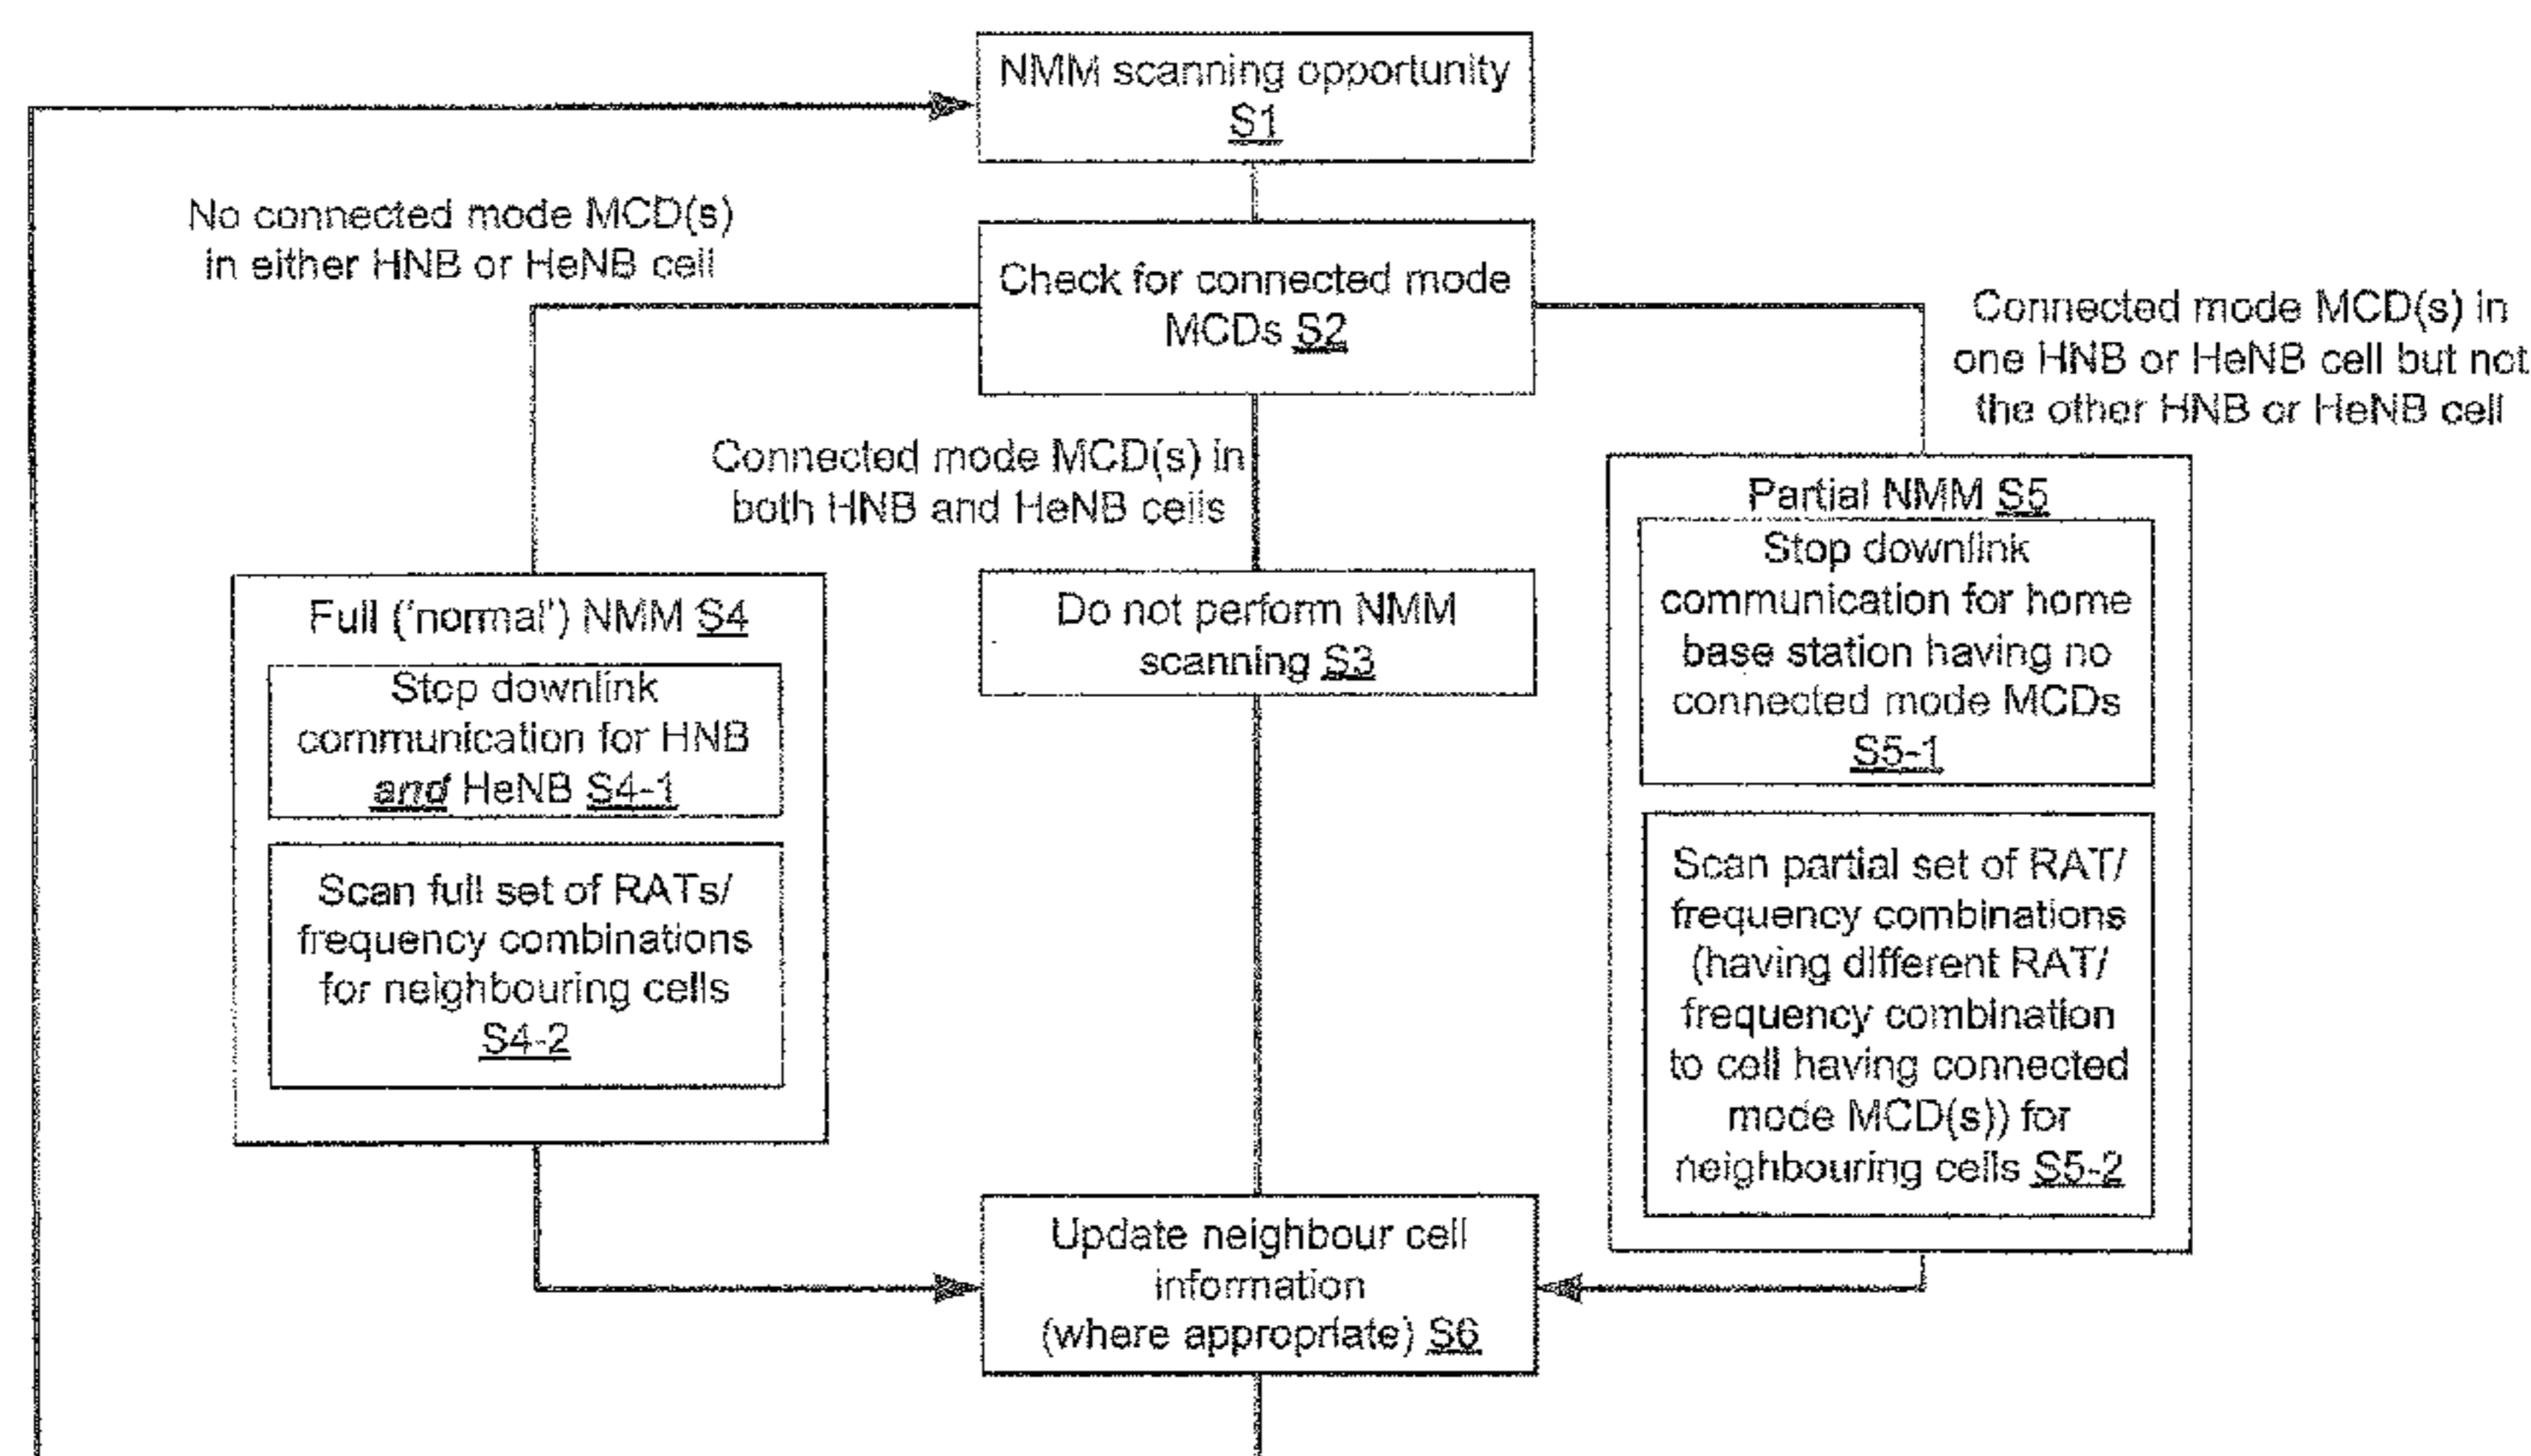 NMM scanning opportunity
S1
No connected mode MCD(s)
in either HNB or HeNB cell
Check for connected mode
MCDs S2
Connected mode MCD(s) in
one HNB or HeNB cell but not
the other HNB or HeNB cell
Connected mode MCD(s) in
both HNB and HeNB cells
Full ('normal') NMM S4
Stop downlink
communication for HNB
and HeNB S4-1
Scan full set of RATs/
frequency combinations
for neighbouring cells
S4-2
Do not perform NMM
scanning S3
Partial NMM S5
Stop downlink
communication for home
base station having no
connected mode MCDs
S5-1
Scan partial set of RAT/
frequency combinations
(having different RAT/
frequency combination
to cell having connected
mode MCD(s)) for
neighbouring cells S5-2
Update neighbour cell
information
(where appropriate) S6